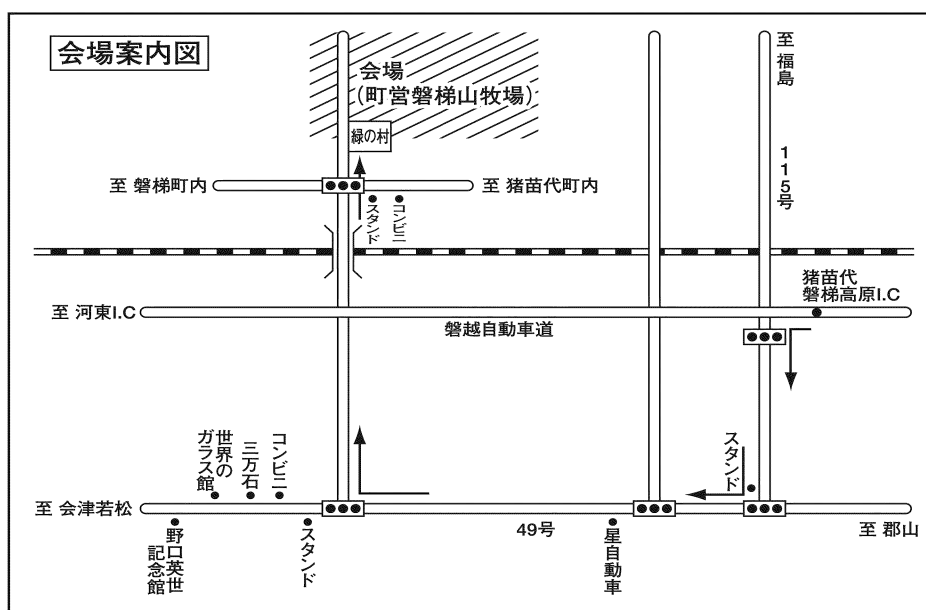 会場案内図
会場
（町営磐梯山牧場）
緑の村
至 福島
115号
至 磐梯町内
至 猪苗代町内
スタンド
コンビニ
猪苗代
磐梯高原I.C
至 河東I.C
磐越自動車道
スタンド
コンビニ
三万石
世界の
ガラス館
至 会津若松
49号
至 郡山
野口英世
記念館
スタンド
星自動車